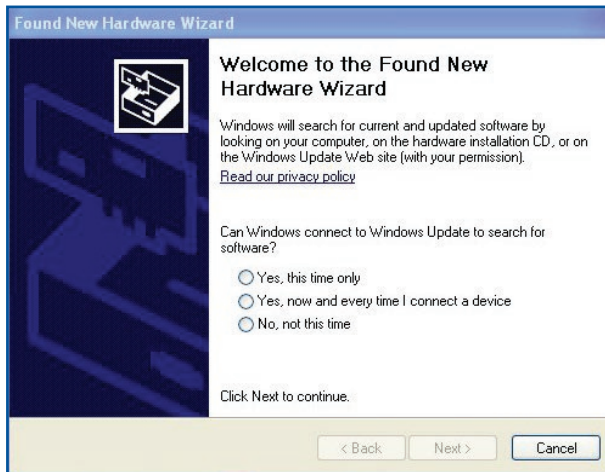 Found New Hardware Wizard
Welcome to the Found New
Hardware Wizard
Windows will search for current and updated software by
looking on your computer, on the hardware installation CD, or on
the Windows Update Web site (with your permission).
Read our privacy policy
Can Windows connect to Windows Update to search for
software?
Yes, this time only
Yes, now and every time I connect a device
No, not this time
Click Next to continue.
< Back Next > Cancel